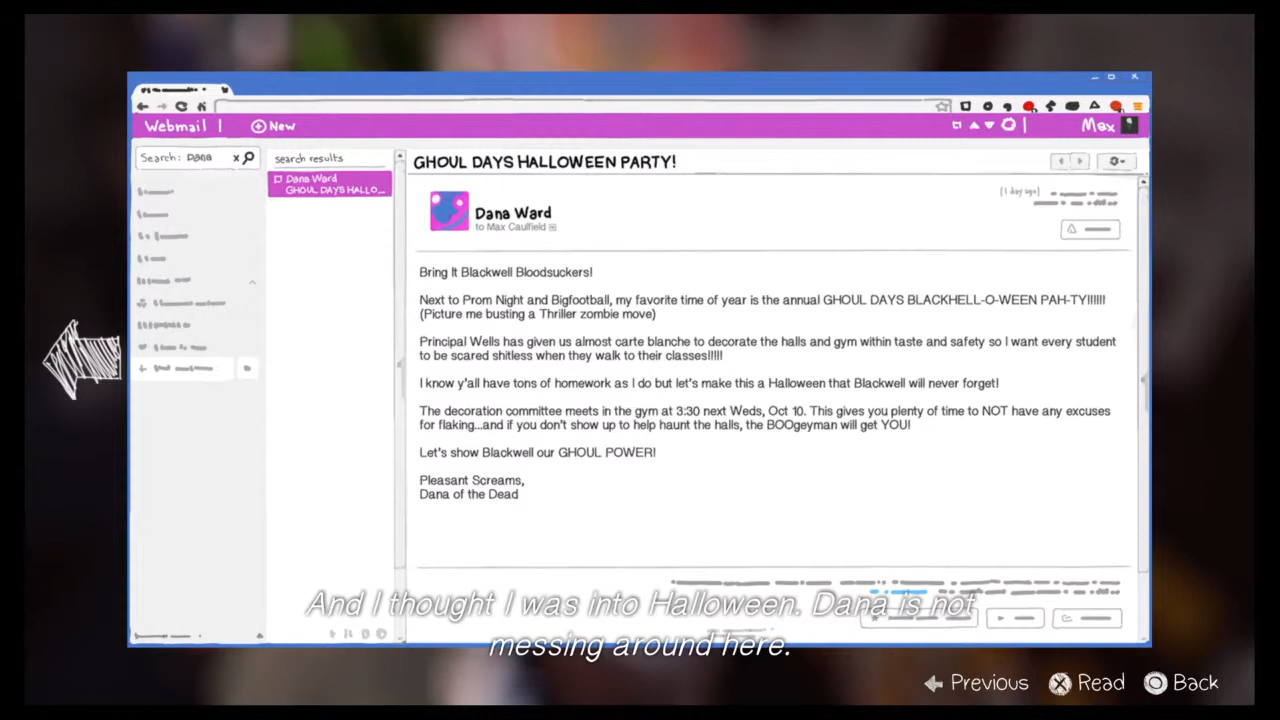 Webmail | New Max
Search: Dana x
search results
Dana Ward
GHOUL DAYS HALLO...
GHOUL DAYS HALLOWEEN PARTY!
[1 day ago]
Dana Ward
to Max Caulfield
Bring It Blackwell Bloodsuckers!
Next to Prom Night and Bigfootball, my favorite time of year is the annual GHOUL DAYS BLACKHELL-O-WEEN PAH-TY!!!!!!
(Picture me busting a Thriller zombie move)
Principal Wells has given us almost carte blanche to decorate the halls and gym within taste and safety so I want every student
to be scared shitless when they walk to their classes!!!!!
I know y'all have tons of homework as I do but let's make this a Halloween that Blackwell will never forget!
The decoration committee meets in the gym at 3:30 next Weds, Oct 10. This gives you plenty of time to NOT have any excuses
for flaking...and if you don't show up to help haunt the halls, the BOOgeyman will get YOU!
Let's show Blackwell our GHOUL POWER!
Pleasant Screams,
Dana of the Dead
And I thought I was into Halloween. Dana is not
messing around here.
Previous Read Back